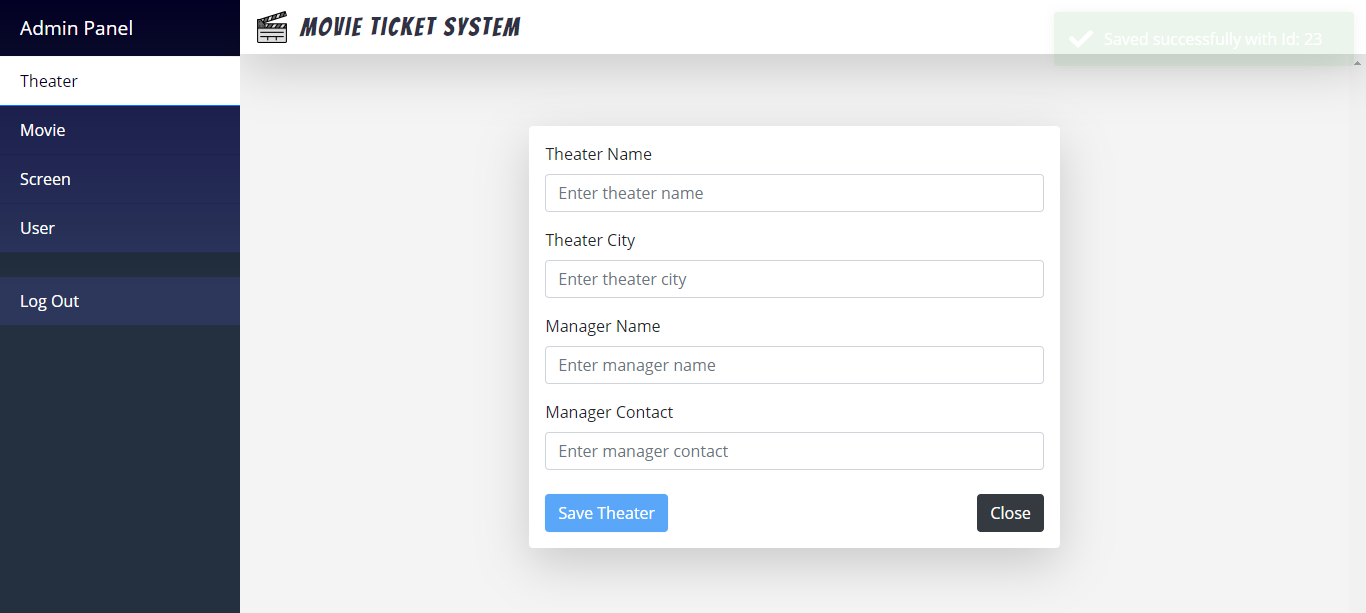 Admin Panel
Theater
Movie
Screen
User
Log Out
MOVIE TICKET SYSTEM
Saved successfully with Id: 23
Theater Name
Enter theater name
Theater City
Enter theater city
Manager Name
Enter manager name
Manager Contact
Enter manager contact
Save Theater
Close